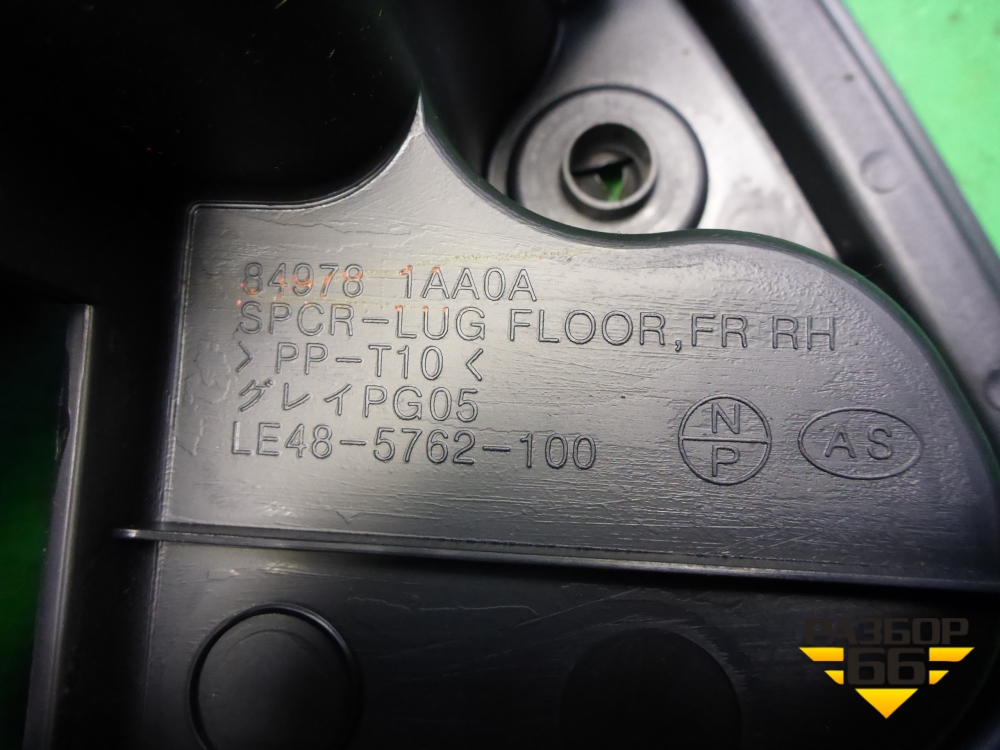 84978 1AA0A
SPCR-LUG FLOOR,FR RH
>PP-T10<
グレイPG05
LE48-5762-100
N
P
AS
РАЗБОР
66